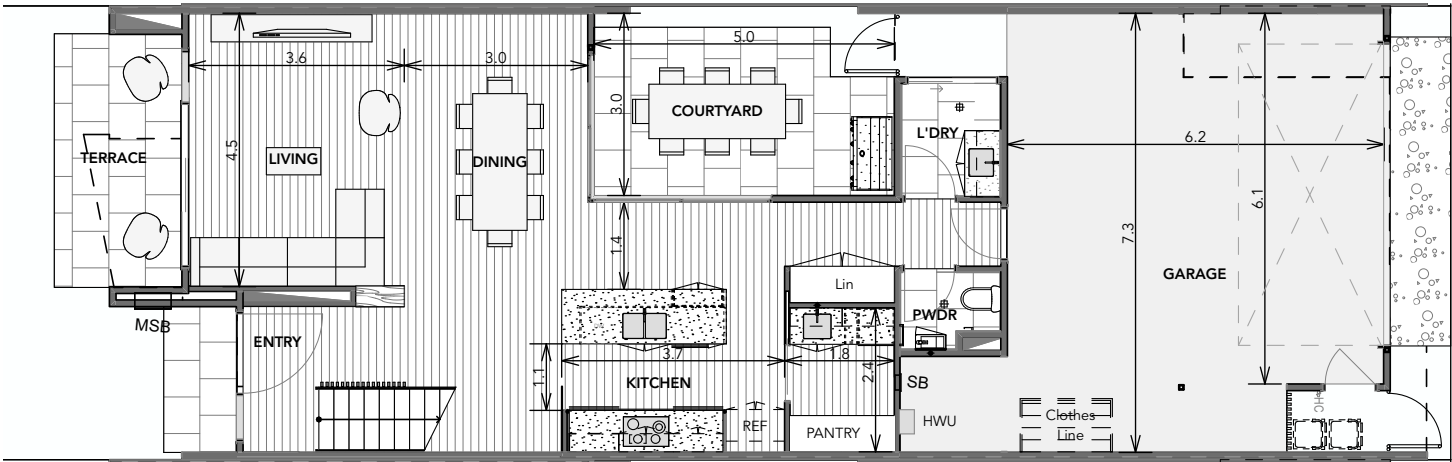 5.0
3.6
3.0
3.0
COURTYARD
L'DRY
6.2
TERRACE
4.5
LIVING
DINING
6.1
7.3
1.4
GARAGE
Lin
MSB
PWDR
ENTRY
3.7
1.8
1.1
KITCHEN
2.4
SB
HC
Clothes
Line
HWU
REF
PANTRY